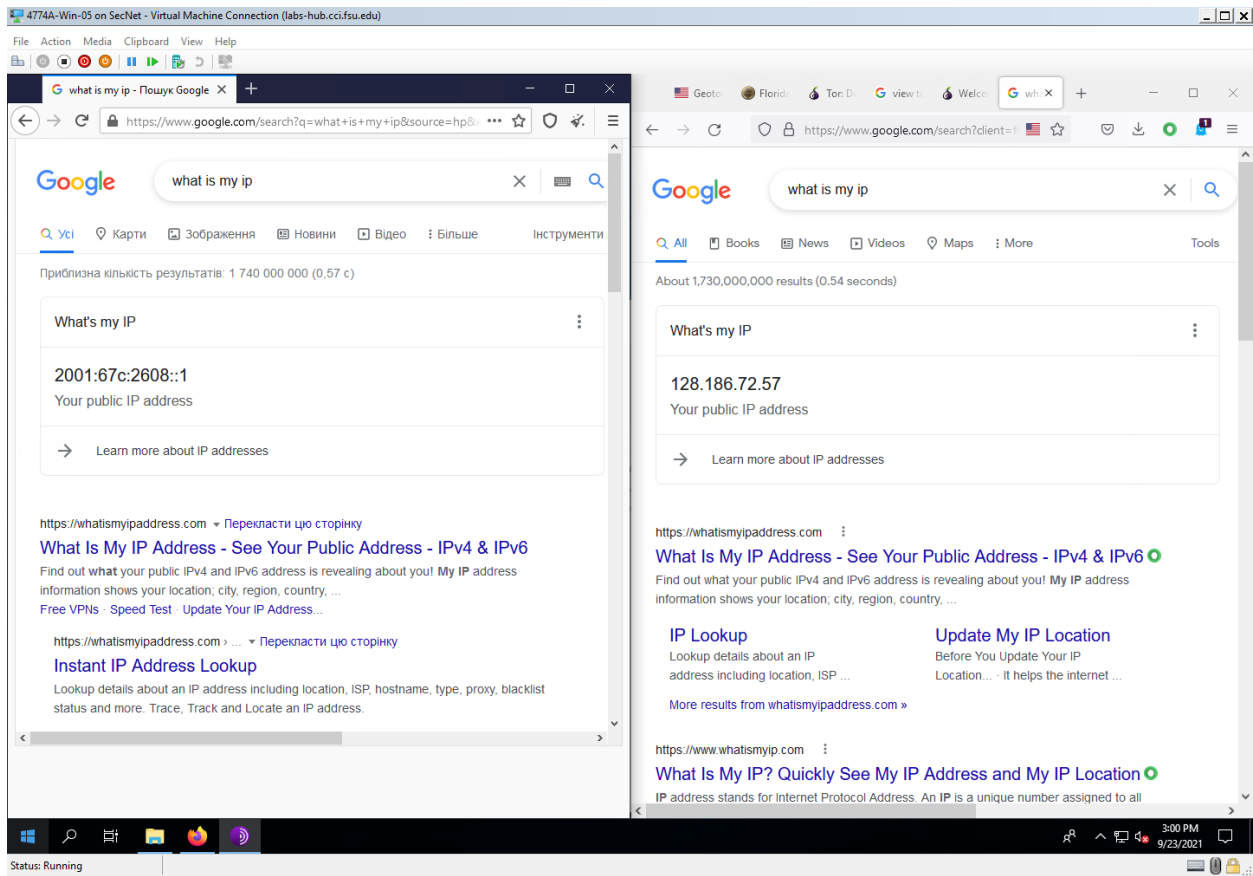 4774A-Win-05 on SecNet - Virtual Machine Connection (labs-hub.cci.fsu.edu)
File Action Media Clipboard View Help
what is my ip - Пошук Google
https://www.google.com/search?q=what+is+my+ip&source=hp&
Google
what is my ip
Усі Карти Зображення Новини Відео Більше Інструменти
Приблизна кількість результатів: 1 740 000 000 (0,57 с)
What's my IP
2001:67c:2608::1
Your public IP address
Learn more about IP addresses
https://whatismyipaddress.com Перекласти цю сторінку
What Is My IP Address - See Your Public Address - IPv4 & IPv6
Find out what your public IPv4 and IPv6 address is revealing about you! My IP address
information shows your location; city, region, country, ...
Free VPNs · Speed Test · Update Your IP Address...
https://whatismyipaddress.com › ... Перекласти цю сторінку
Instant IP Address Lookup
Lookup details about an IP address including location, ISP, hostname, type, proxy, blacklist
status and more. Trace, Track and Locate an IP address.
Geoto Florid Tor: D view t Welco wh
https://www.google.com/search?client=f
1
Google
what is my ip
All Books News Videos Maps More Tools
About 1,730,000,000 results (0.54 seconds)
What's my IP
128.186.72.57
Your public IP address
Learn more about IP addresses
https://whatismyipaddress.com
What Is My IP Address - See Your Public Address - IPv4 & IPv6
Find out what your public IPv4 and IPv6 address is revealing about you! My IP address
information shows your location; city, region, country, ...
IP Lookup
Lookup details about an IP
address including location, ISP ...
Update My IP Location
Before You Update Your IP
Location... · It helps the internet ...
More results from whatismyipaddress.com »
https://www.whatismyip.com
What Is My IP? Quickly See My IP Address and My IP Location
IP address stands for Internet Protocol Address. An IP is a unique number assigned to all
3:00 PM
9/23/2021
Status: Running